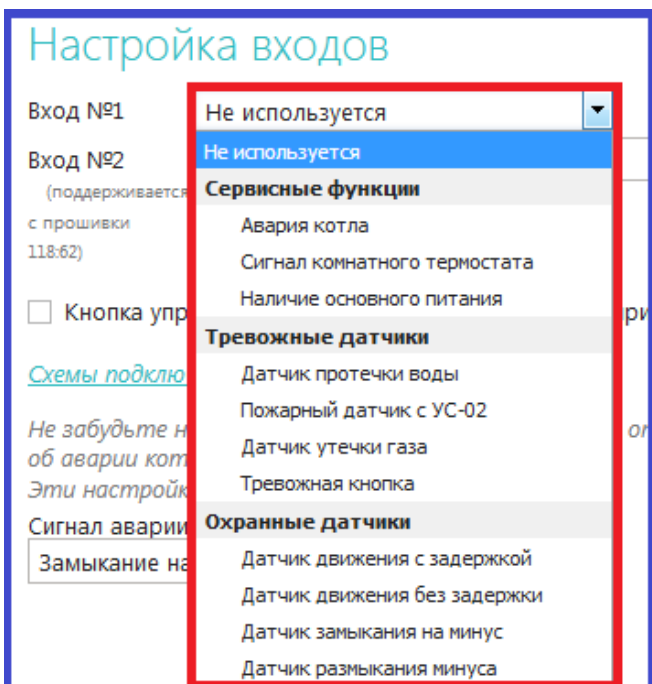 Настройка входов
Вход №1
Не используется
Вход №2
(поддерживается
с прошивки
118:62)
Не используется
Сервисные функции
Авария котла
Сигнал комнатного термостата
Наличие основного питания
Тревожные датчики
Датчик протечки воды
Пожарный датчик с УС-02
Датчик утечки газа
Тревожная кнопка
Охранные датчики
Датчик движения с задержкой
Датчик движения без задержки
Датчик замыкания на минус
Датчик размыкания минуса
Кнопка упр
Схемы подклю
Не забудьте н
об аварии кот
Эти настройк
Сигнал аварии
Замыкание на